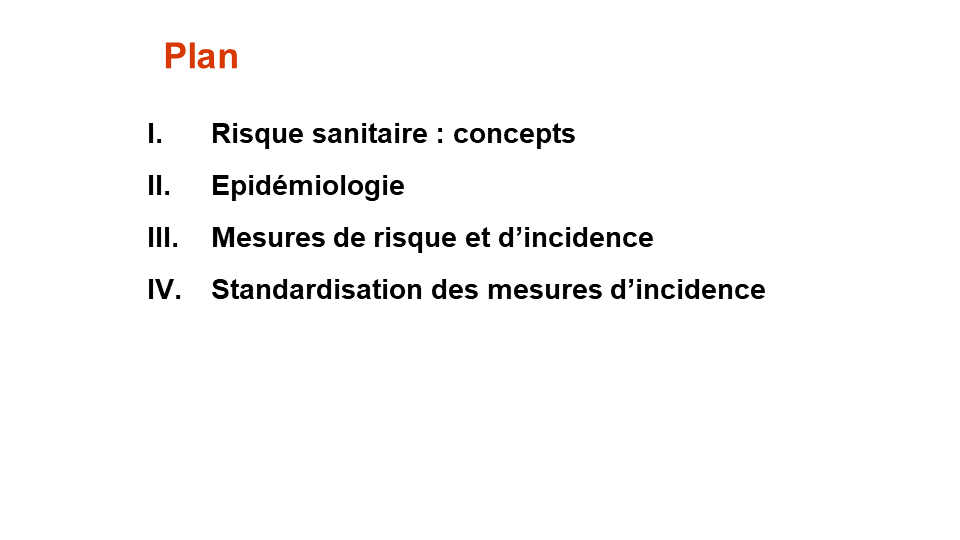 Plan
I. Risque sanitaire : concepts
II. Epidémiologie
III. Mesures de risque et d’incidence
IV. Standardisation des mesures d’incidence